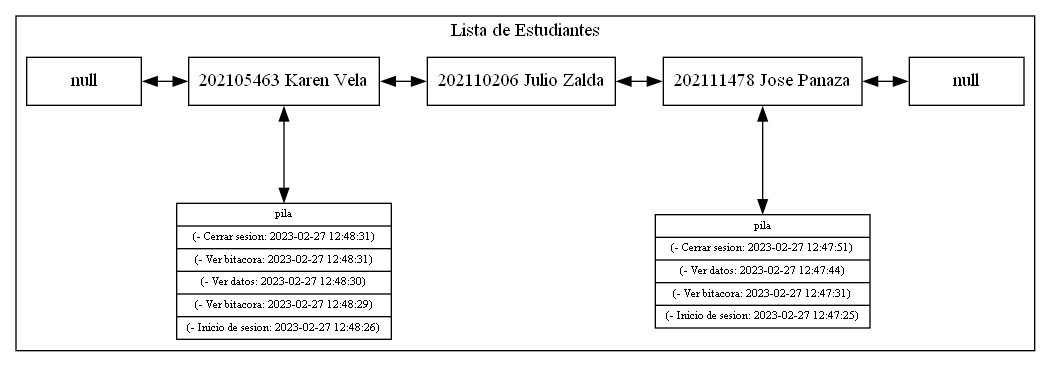 Lista de Estudiantes
null
202105463 Karen Vela
202110206 Julio Zalda
202111478 Jose Panaza
null
pila
(- Cerrar sesion: 2023-02-27 12:48:31)
(- Ver bitacora: 2023-02-27 12:48:31)
(- Ver datos: 2023-02-27 12:48:30)
(- Ver bitacora: 2023-02-27 12:48:29)
(- Inicio de sesion: 2023-02-27 12:48:26)
pila
(- Cerrar sesion: 2023-02-27 12:47:51)
(- Ver datos: 2023-02-27 12:47:44)
(- Ver bitacora: 2023-02-27 12:47:31)
(- Inicio de sesion: 2023-02-27 12:47:25)